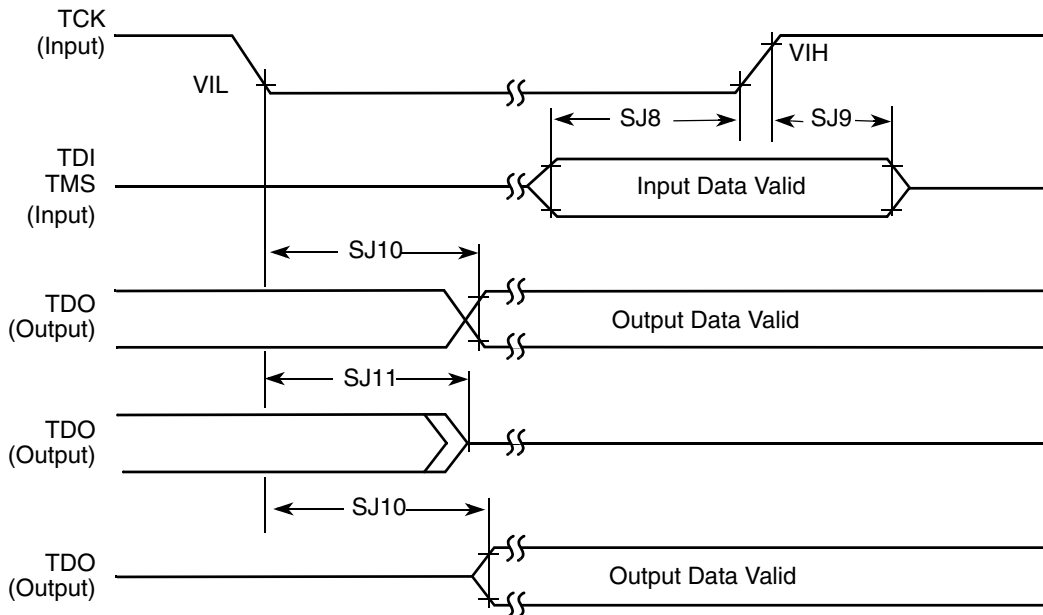 TCK
(Input)
VIH
VIL
SJ8
SJ9
TDI
TMS
(Input)
Input Data Valid
SJ10
TDO
(Output)
Output Data Valid
SJ11
TDO
(Output)
SJ10
TDO
(Output)
Output Data Valid